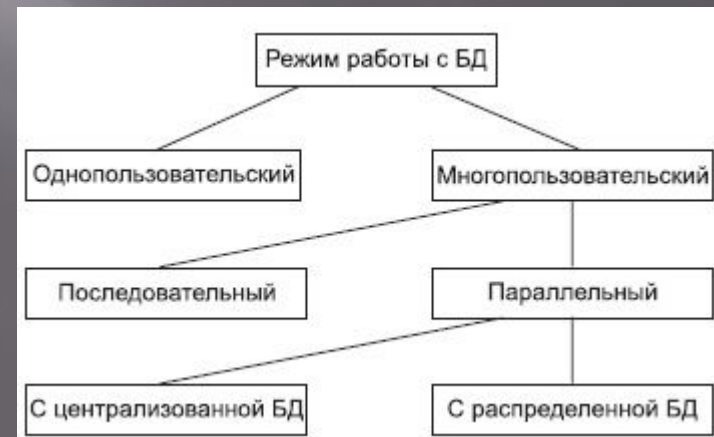 Режим работы с БД
Однопользовательский
Многопользовательский
Последовательный
Параллельный
С централизованной БД
С распределенной БД